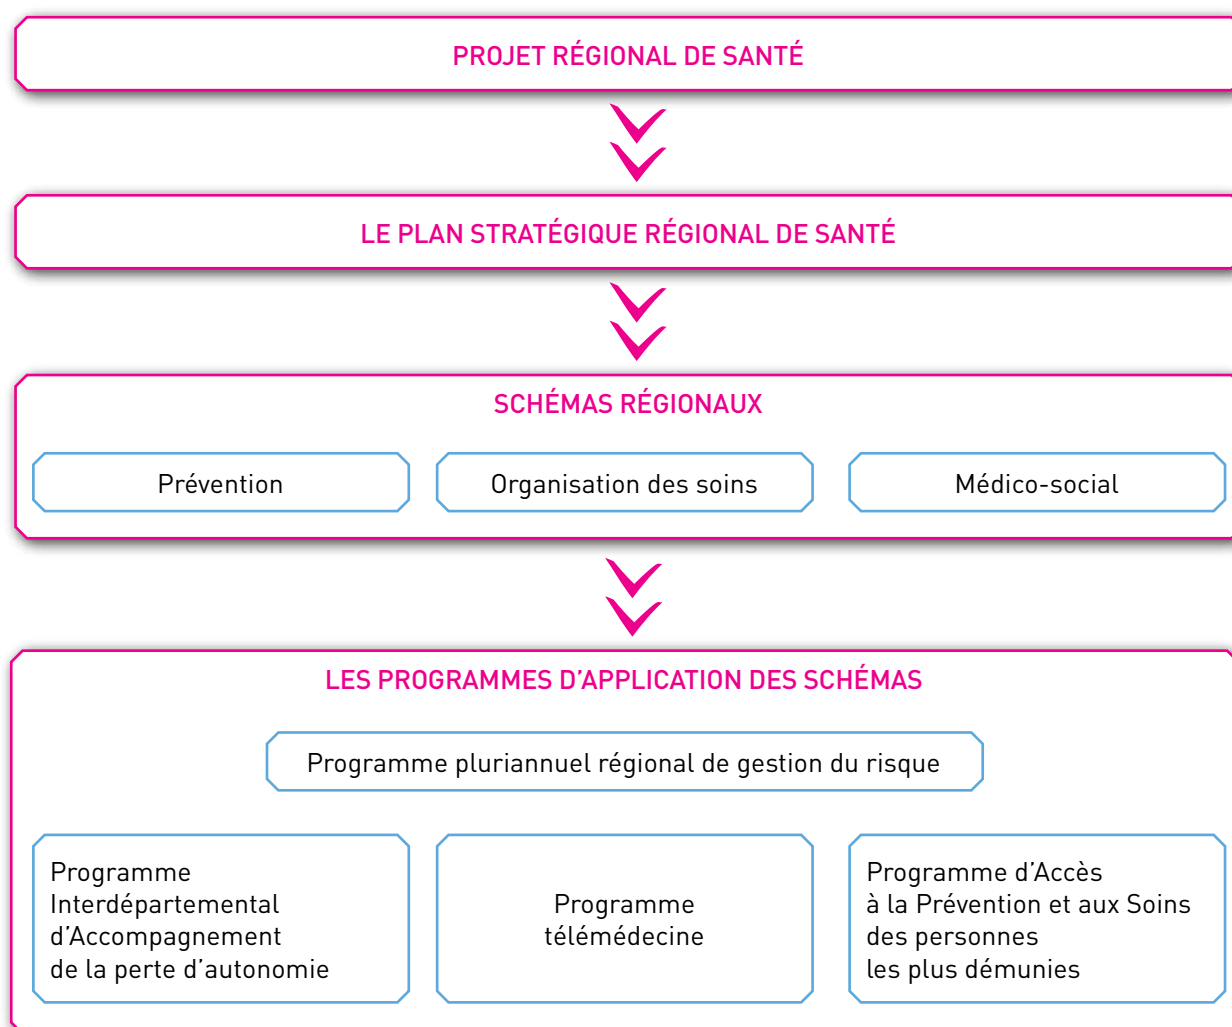 PROJET RÉGIONAL DE SANTÉ
LE PLAN STRATÉGIQUE RÉGIONAL DE SANTÉ
SCHÉMAS RÉGIONAUX
Prévention
Organisation des soins
Médico-social
LES PROGRAMMES D’APPLICATION DES SCHÉMAS
Programme pluriannuel régional de gestion du risque
Programme
Interdépartemental
d’Accompagnement
de la perte d’autonomie
Programme
télémédecine
Programme d’Accès
à la Prévention et aux Soins
des personnes
les plus démunies